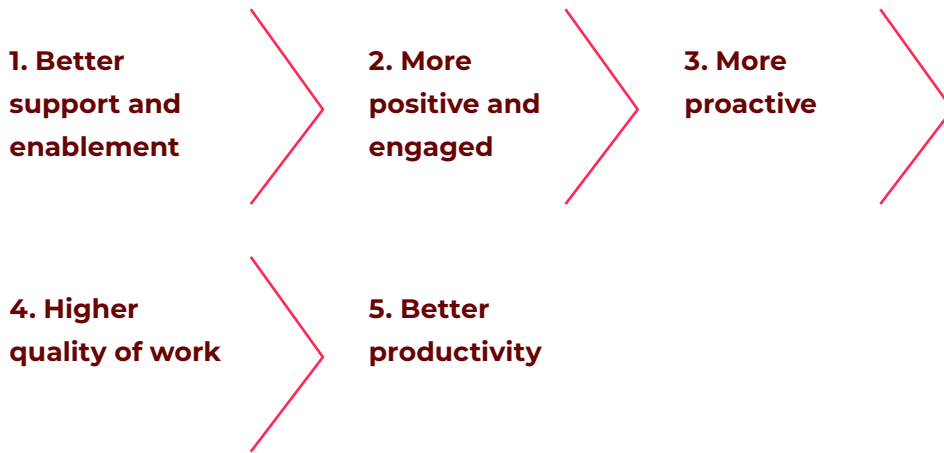 1. Better
support and
enablement
2. More
positive and
engaged
3. More
proactive
4. Higher
quality of work
5. Better
productivity